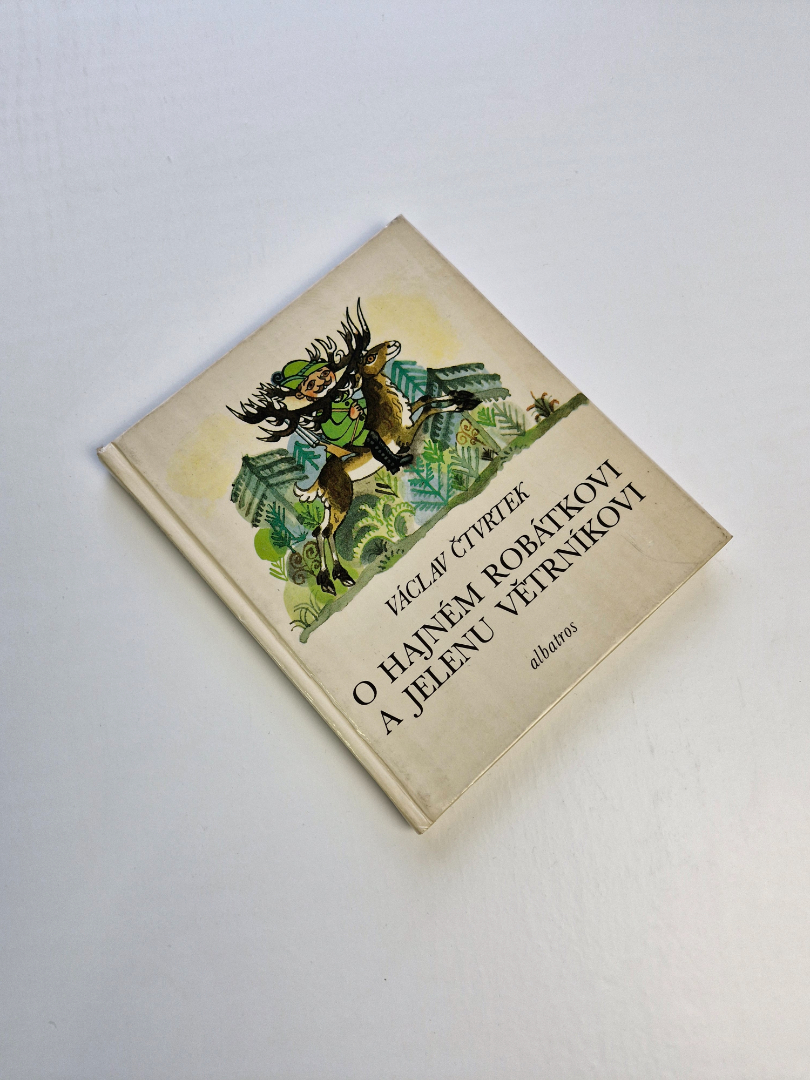 VÁCLAV ČTVRTEK
O HAJNÉM ROBÁTKOVI
A JELENU VĚTRNÍKOVI
albatros